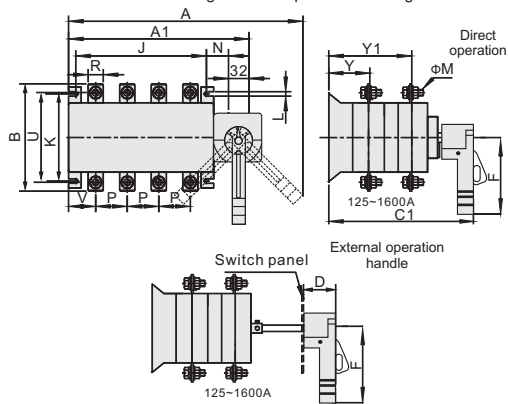 A
A1
J
N
R
32
B
U
K
L
V
P
P
P
Y1
Y
ΦM
Direct
operation
F
125~1600A
C1
External operation
handle
Switch panel
D
F
125~1600A